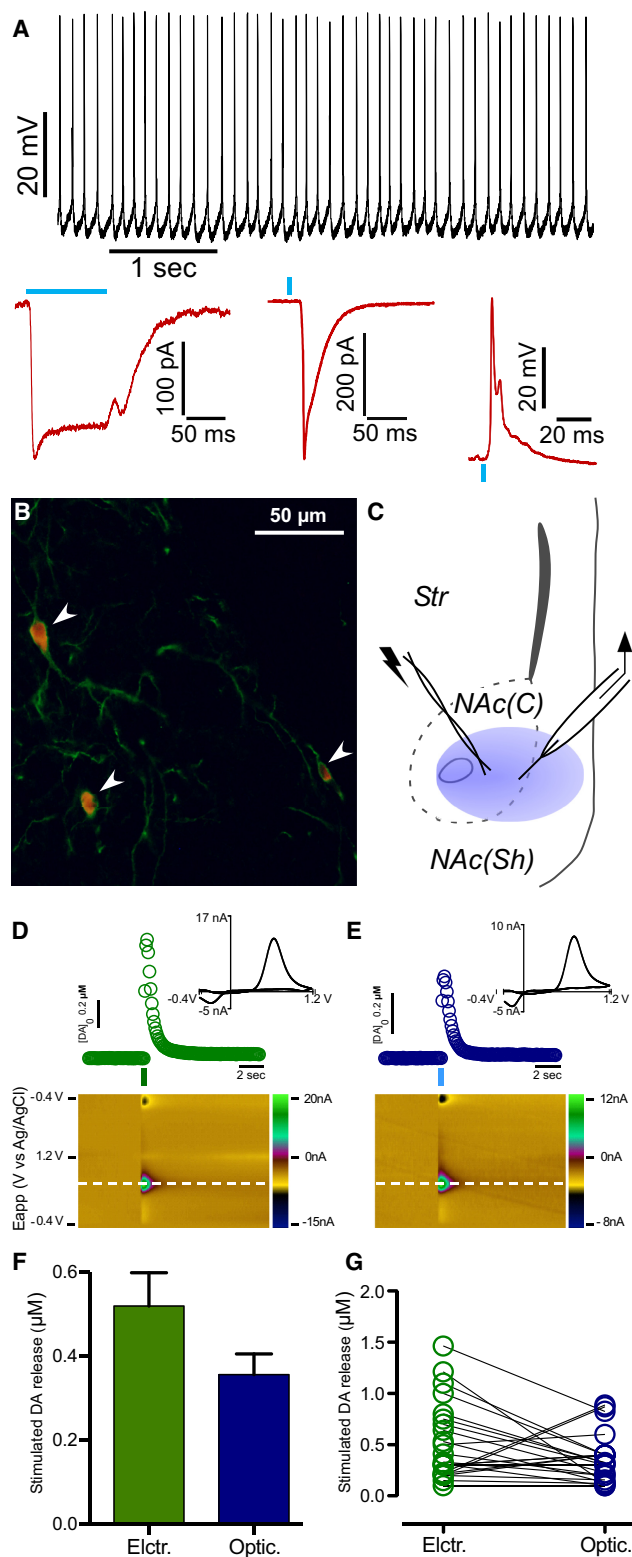 A
20 mV
1 sec
100 pA
50 ms
200 pA
50 ms
20 mV
20 ms
B
50 µm
C
Str
NAc(C)
NAc(Sh)
D
17 nA
-0.4V
1.2 V
-5 nA
[DA]0 0.2 µM
2 sec
E
10 nA
-0.4V
1.2 V
-5 nA
[DA]0 0.2 µM
2 sec
Eapp (V vs Ag/AgCl)
-0.4 V
1.2 V
-0.4 V
20nA
0nA
-15nA
12nA
0nA
- 8nA
F
Stimulated DA release (µM)
0.6
0.4
0.2
0.0
Elctr.
Optic.
G
Stimulated DA release (µM)
2.0
1.5
1.0
0.5
0.0
Elctr.
Optic.